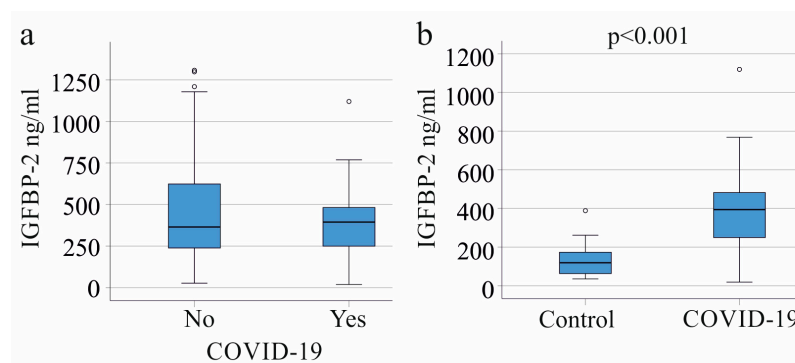 a
IGFBP-2 ng/ml
1250
1000
750
500
250
0
No Yes
COVID-19
b
p<0.001
IGFBP-2 ng/ml
1200
1000
800
600
400
200
0
Control COVID-19